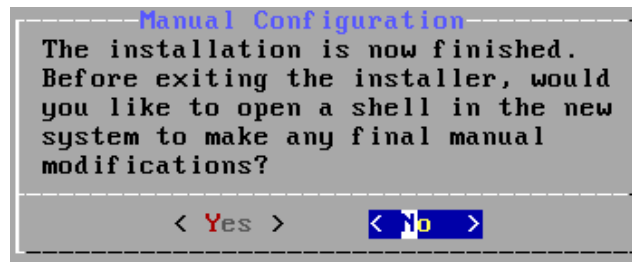 Manual Configuration
The installation is now finished.
Before exiting the installer, would
you like to open a shell in the new
system to make any final manual
modifications?
< Yes > < No >